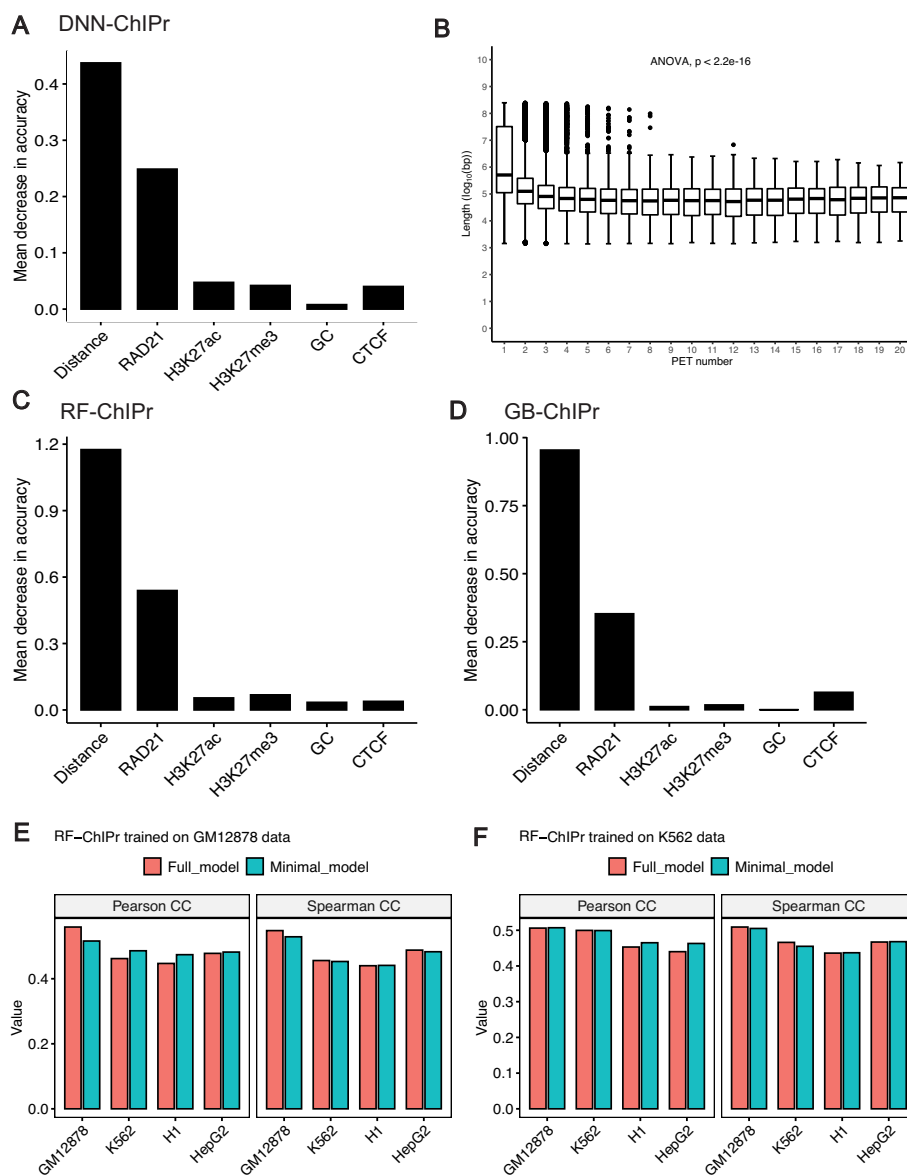 A DNN-ChIPr
Mean decrease in accuracy
0.4
0.3
0.2
0.1
0.0
Distance
RAD21
H3K27ac
H3K27me3
GC
CTCF
B
ANOVA, p < 2.2e-16
Length (log10(bp))
10
9
8
7
6
5
4
3
2
1
0
1 2 3 4 5 6 7 8 9 10 11 12 13 14 15 16 17 18 19 20
PET number
C RF-ChIPr
Mean decrease in accuracy
1.2
0.9
0.6
0.3
0.0
Distance
RAD21
H3K27ac
H3K27me3
GC
CTCF
D GB-ChIPr
Mean decrease in accuracy
1.00
0.75
0.50
0.25
0.00
Distance
RAD21
H3K27ac
H3K27me3
GC
CTCF
E RF−ChIPr trained on GM12878 data
Full_model Minimal_model
Pearson CC Spearman CC
Value
0.4
0.2
0.0
GM12878
K562
H1
HepG2
GM12878
K562
H1
HepG2
F RF−ChIPr trained on K562 data
Full_model Minimal_model
Pearson CC Spearman CC
Value
0.5
0.4
0.3
0.2
0.1
0.0
GM12878
K562
H1
HepG2
GM12878
K562
H1
HepG2